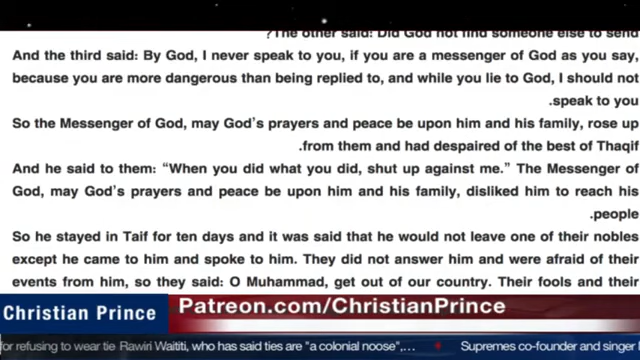 ?The other said: Did God not find someone else to send
And the third said: By God, I never speak to you, if you are a messenger of God as you say,
because you are more dangerous than being replied to, and while you lie to God, I should not
.speak to you
So the Messenger of God, may God's prayers and peace be upon him and his family, rose up
.from them and had despaired of the best of Thaqif
And he said to them: “When you did what you did, shut up against me.” The Messenger of
God, may God's prayers and peace be upon him and his family, disliked him to reach his
.people
So he stayed in Taif for ten days and it was said that he would not leave one of their nobles
except he came to him and spoke to him. They did not answer him and were afraid of their
events from him, so they said: O Muhammad, get out of our country. Their fools and their
Christian Prince
Patreon.com/ChristianPrince
for refusing to wear tie Rawiri Waititi, who has said ties are "a colonial noose",…
Supremes co-founder and singer